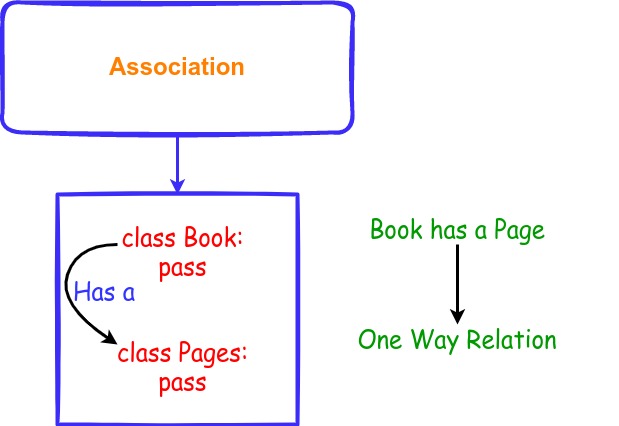 Association
class Book:
pass
Has a
class Pages:
pass
Book has a Page
One Way Relation